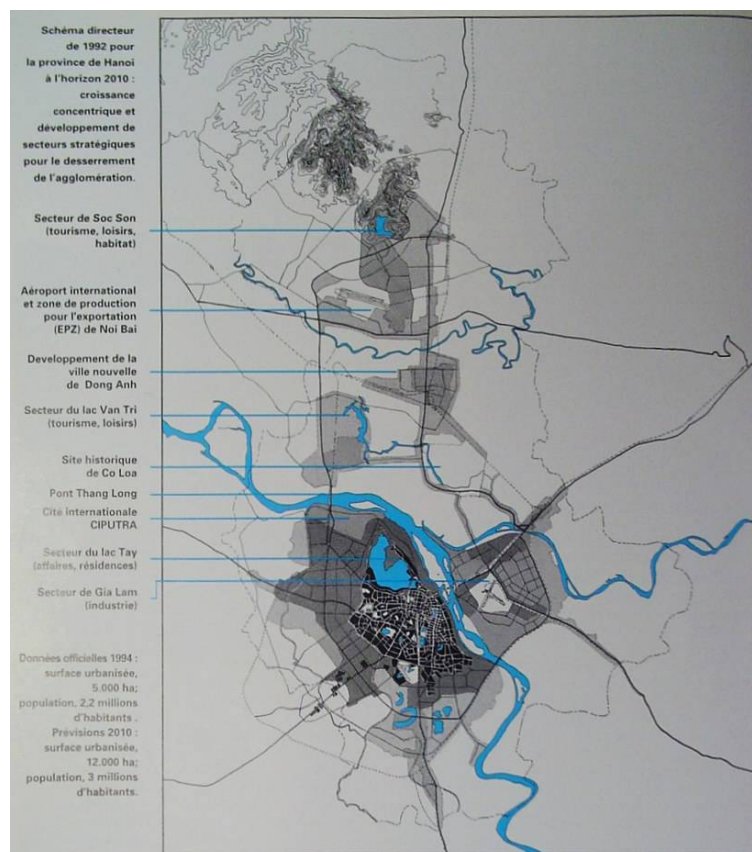 Schéma directeur
de 1992 pour
la province de Hanoi
à l'horizon 2010 :
croissance
concentrique et
développement de
secteurs stratégiques
pour le desserrement
de l'agglomération.
Secteur de Soc Son
(tourisme, loisirs,
habitat)
Aéroport international
et zone de production
pour l'exportation
(EPZ) de Noi Bai
Developpement de la
ville nouvelle
de Dong Anh
Secteur du lac Van Tri
(tourisme, loisirs)
Site historique
de Co Loa
Pont Thang Long
Cité internationale
CIPUTRA
Secteur du lac Tay
(affaires, résidences)
Secteur de Gia Lam
(industrie)
Données officielles 1994 :
surface urbanisée,
5.000 ha;
population, 2,2 millions
d'habitants .
Prévisions 2010 :
surface urbanisée,
12.000 ha;
population, 3 millions
d'habitants.